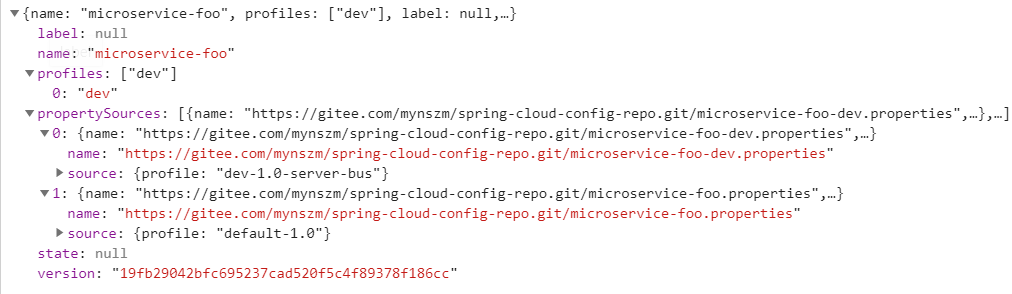 ▼{name: "microservice-foo", profiles: ["dev"], label: null,…}
label: null
name: "microservice-foo"
▼profiles: ["dev"]
0: "dev"
▼propertySources: [{name: "https://gitee.com/mynszm/spring-cloud-config-repo.git/microservice-foo-dev.properties",…},…]
▼0: {name: "https://gitee.com/mynszm/spring-cloud-config-repo.git/microservice-foo-dev.properties",…}
name: "https://gitee.com/mynszm/spring-cloud-config-repo.git/microservice-foo-dev.properties"
▶source: {profile: "dev-1.0-server-bus"}
▼1: {name: "https://gitee.com/mynszm/spring-cloud-config-repo.git/microservice-foo.properties",…}
name: "https://gitee.com/mynszm/spring-cloud-config-repo.git/microservice-foo.properties"
▶source: {profile: "default-1.0"}
state: null
version: "19fb29042bfc695237cad520f5c4f89378f186cc"